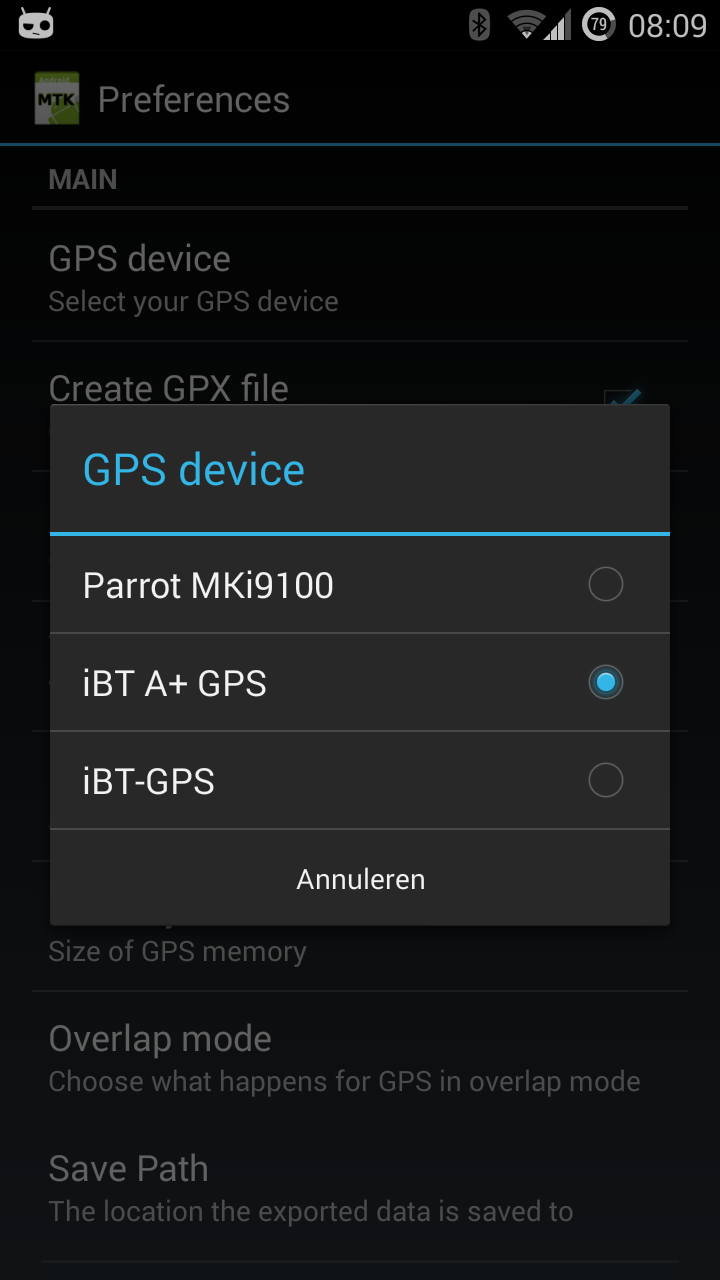 79 08:09
Android
MTK
Preferences
MAIN
GPS device
Select your GPS device
Create GPX file
GPS device
Parrot MKi9100
iBT A+ GPS
iBT-GPS
Annuleren
Size of GPS memory
Overlap mode
Choose what happens for GPS in overlap mode
Save Path
The location the exported data is saved to